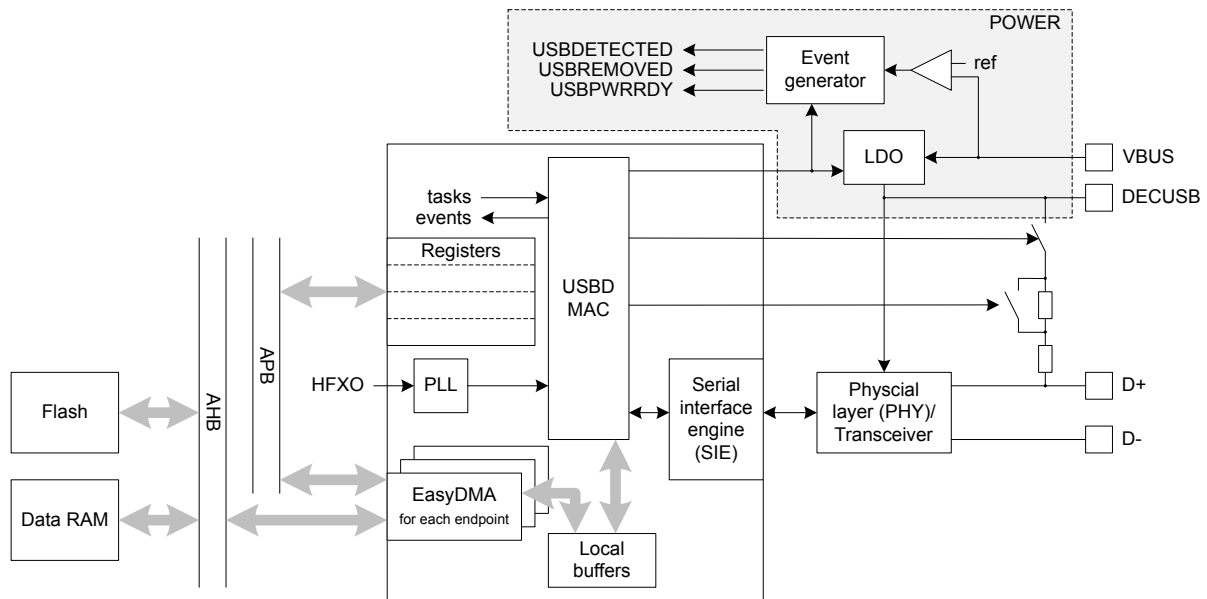 POWER
USBDETECTED
USBREMOVED
USBPWRRDY
Event
generator
ref
LDO
VBUS
DECUSB
tasks
events
Registers
USBD
MAC
APB
AHB
HFXO
PLL
Serial
interface
engine
(SIE)
Physcial
layer (PHY)/
Transceiver
D+
D-
Flash
Data RAM
EasyDMA
for each endpoint
Local
buffers